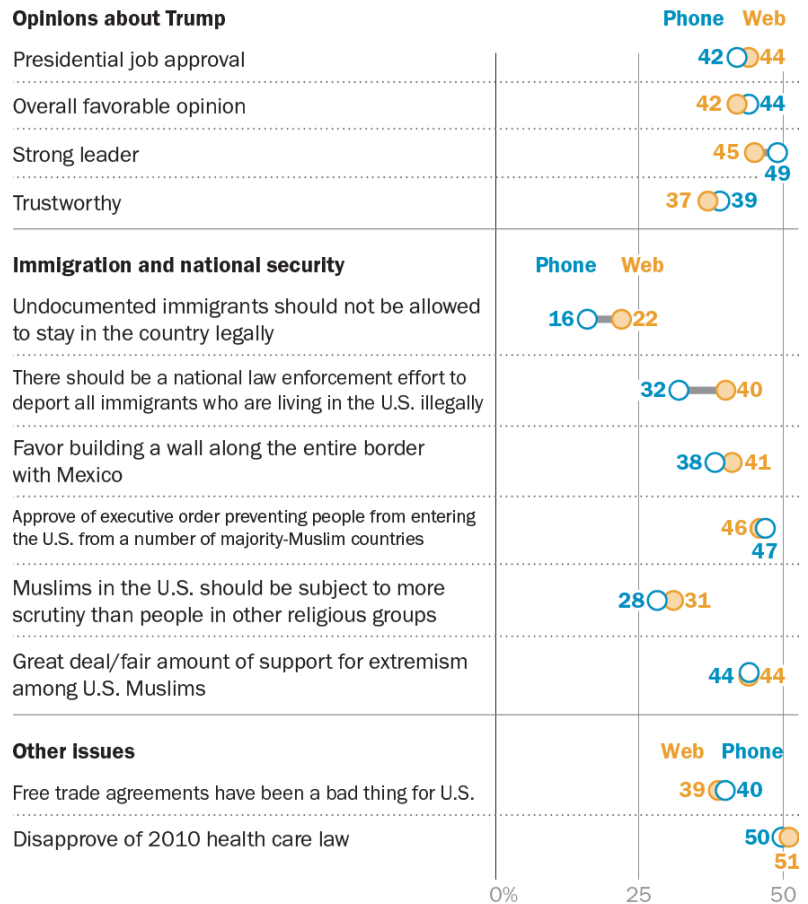 Opinions about Trump Phone Web
Presidential job approval 42 44
Overall favorable opinion 42 44
Strong leader 45
49
Trustworthy 37 39
Immigration and national security Phone Web
Undocumented immigrants should not be allowed
to stay in the country legally 16 22
There should be a national law enforcement effort to
deport all immigrants who are living in the U.S. illegally 32 40
Favor building a wall along the entire border
with Mexico 38 41
Approve of executive order preventing people from entering
the U.S. from a number of majority-Muslim countries 46
47
Muslims in the U.S. should be subject to more
scrutiny than people in other religious groups 28 31
Great deal/fair amount of support for extremism
among U.S. Muslims 44 44
Other issues Web Phone
Free trade agreements have been a bad thing for U.S. 39 40
Disapprove of 2010 health care law 50
51
0% 25 50